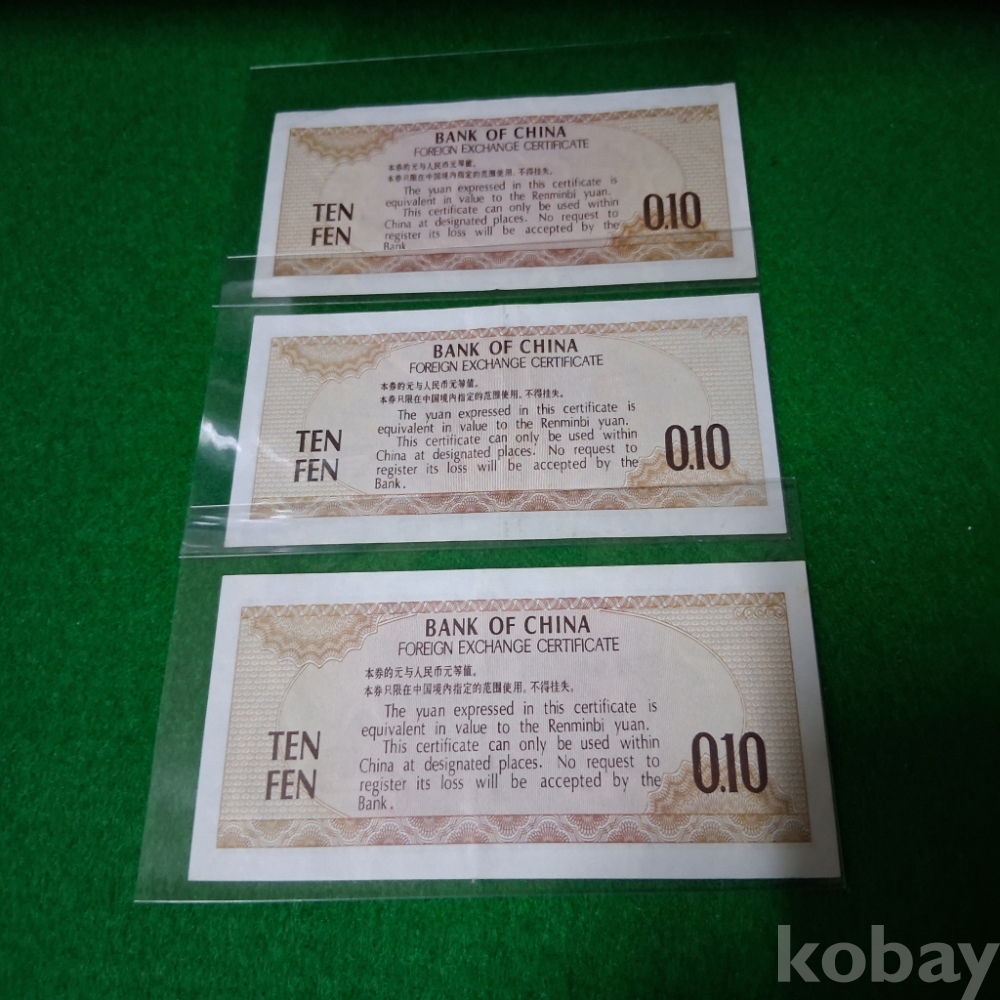 BANK OF CHINA
FOREIGN EXCHANGE CERTIFICATE
本券的元与人民币元等值。
本券只限在中国境内指定的范围使用，不得挂失。
The yuan expressed in this certificate is
equivalent in value to the Renminbi yuan.
This certificate can only be used within
China at designated places. No request to
register its loss will be accepted by the
Bank
TEN
FEN
0.10
BANK OF CHINA
FOREIGN EXCHANGE CERTIFICATE
本券的元与人民币元等值。
本券只限在中国境内指定的范围使用，不得挂失。
The yuan expressed in this certificate is
equivalent in value to the Renminbi yuan.
This certificate can only be used within
China at designated places. No request to
register its loss will be accepted by the
Bank.
TEN
FEN
0.10
BANK OF CHINA
FOREIGN EXCHANGE CERTIFICATE
本券的元与人民币元等值。
本券只限在中国境内指定的范围使用，不得挂失。
The yuan expressed in this certificate is
equivalent in value to the Renminbi yuan.
This certificate can only be used within
China at designated places. No request to
register its loss will be accepted by the
Bank.
TEN
FEN
0.10
kobay